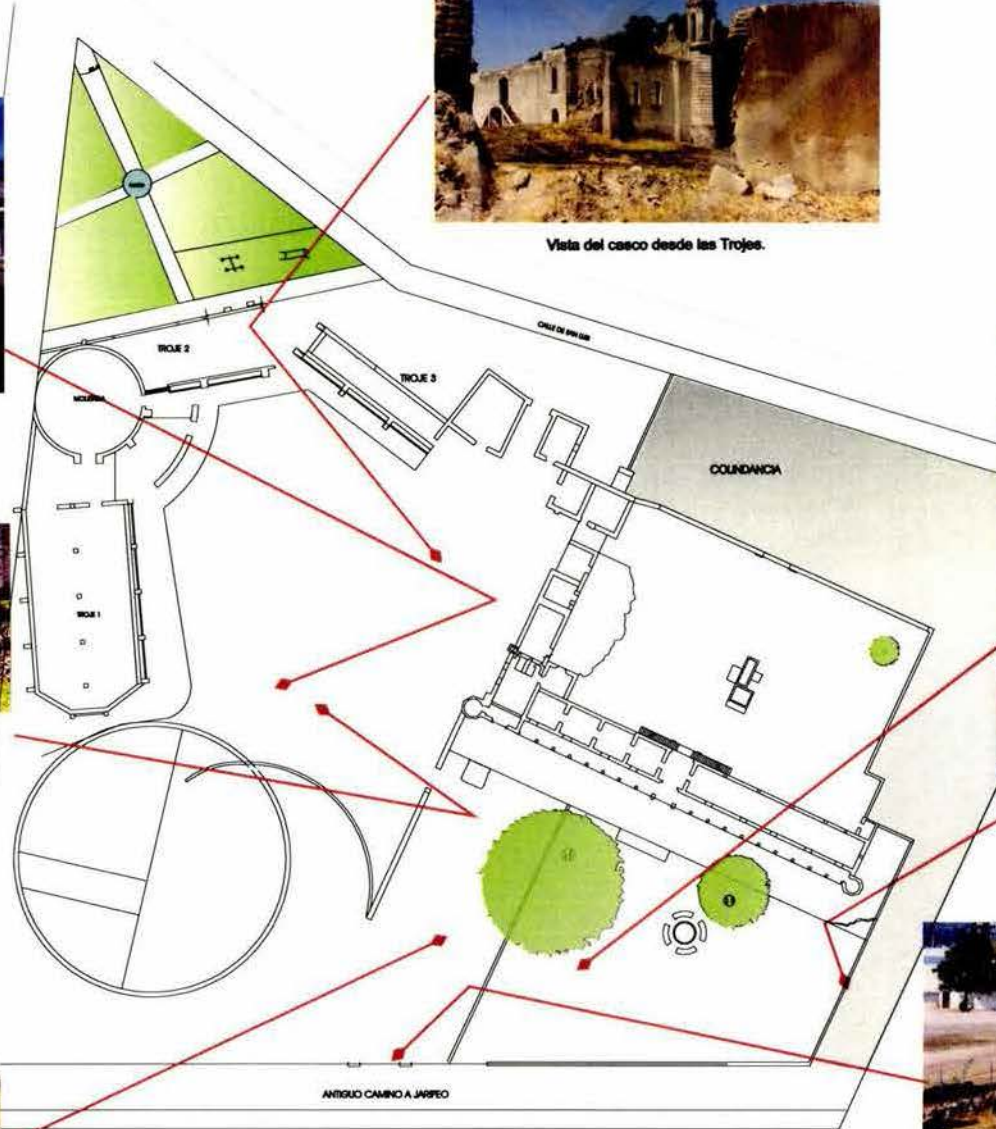 Vista del casco desde las Trojes.
CALLE DE SAN LUIS
TROJE 2
TROJE 3
COLINDANCIA
TROJE 1
ANTIGUO CAMINO A JARIPEO